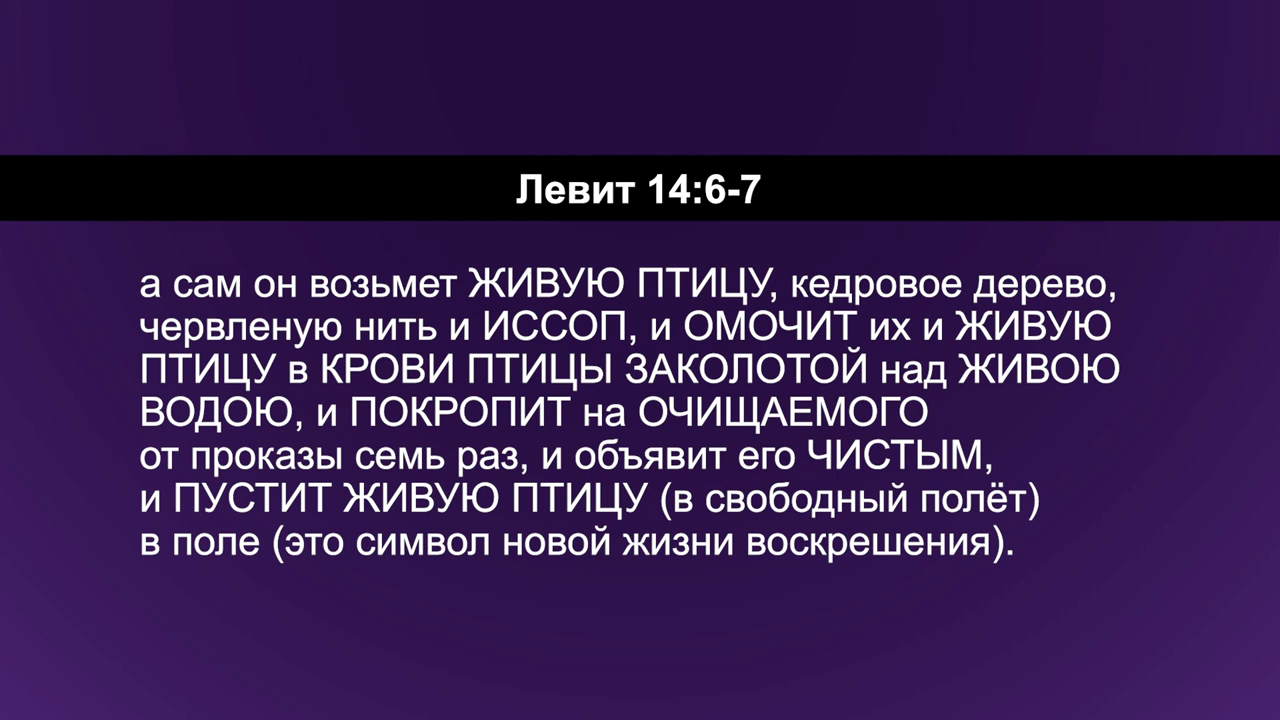 Левит 14:6-7
а сам он возьмет ЖИВУЮ ПТИЦУ, кедровое дерево,
червленую нить и ИССОП, и ОМОЧИТ их и ЖИВУЮ
ПТИЦУ в КРОВИ ПТИЦЫ ЗАКОЛОТОЙ над ЖИВОЮ
ВОДОЮ, и ПОКРОПИТ на ОЧИЩАЕМОГО
от проказы семь раз, и объявит его ЧИСТЫМ,
и ПУСТИТ ЖИВУЮ ПТИЦУ (в свободный полёт)
в поле (это символ новой жизни воскрешения).